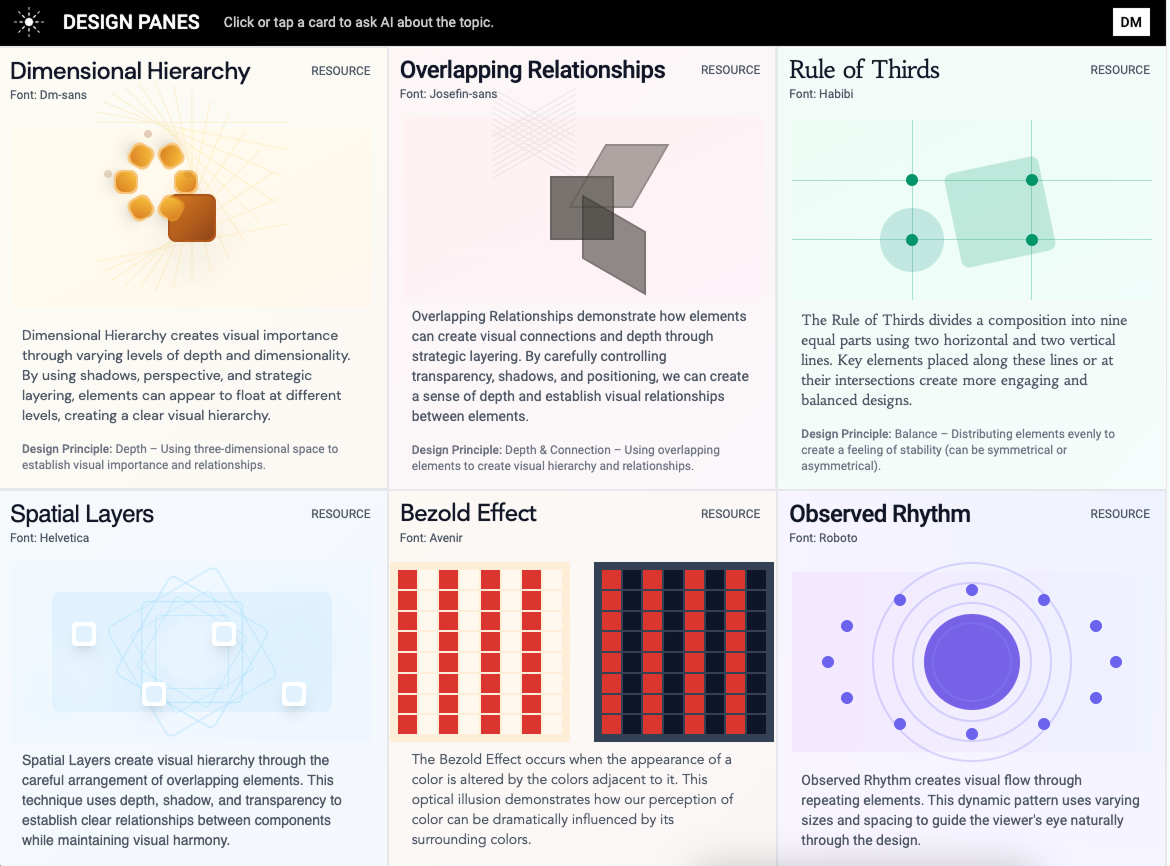 DESIGN PANES
Click or tap a card to ask AI about the topic.
DM
Dimensional Hierarchy
RESOURCE
Font: Dm-sans
Dimensional Hierarchy creates visual importance
through varying levels of depth and dimensionality.
By using shadows, perspective, and strategic
layering, elements can appear to float at different
levels, creating a clear visual hierarchy.
Design Principle: Depth – Using three-dimensional space to
establish visual importance and relationships.
Overlapping Relationships
RESOURCE
Font: Josefin-sans
Overlapping Relationships demonstrate how elements
can create visual connections and depth through
strategic layering. By carefully controlling
transparency, shadows, and positioning, we can create
a sense of depth and establish visual relationships
between elements.
Design Principle: Depth & Connection – Using overlapping
elements to create visual hierarchy and relationships.
Rule of Thirds
RESOURCE
Font: Habibi
The Rule of Thirds divides a composition into nine
equal parts using two horizontal and two vertical
lines. Key elements placed along these lines or at
their intersections create more engaging and
balanced designs.
Design Principle: Balance – Distributing elements evenly to
create a feeling of stability (can be symmetrical or
asymmetrical).
Spatial Layers
RESOURCE
Font: Helvetica
Spatial Layers create visual hierarchy through the
careful arrangement of overlapping elements. This
technique uses depth, shadow, and transparency to
establish clear relationships between components
while maintaining visual harmony.
Bezold Effect
RESOURCE
Font: Avenir
The Bezold Effect occurs when the appearance of a
color is altered by the colors adjacent to it. This
optical illusion demonstrates how our perception of
color can be dramatically influenced by its
surrounding colors.
Observed Rhythm
RESOURCE
Font: Roboto
Observed Rhythm creates visual flow through
repeating elements. This dynamic pattern uses varying
sizes and spacing to guide the viewer's eye naturally
through the design.